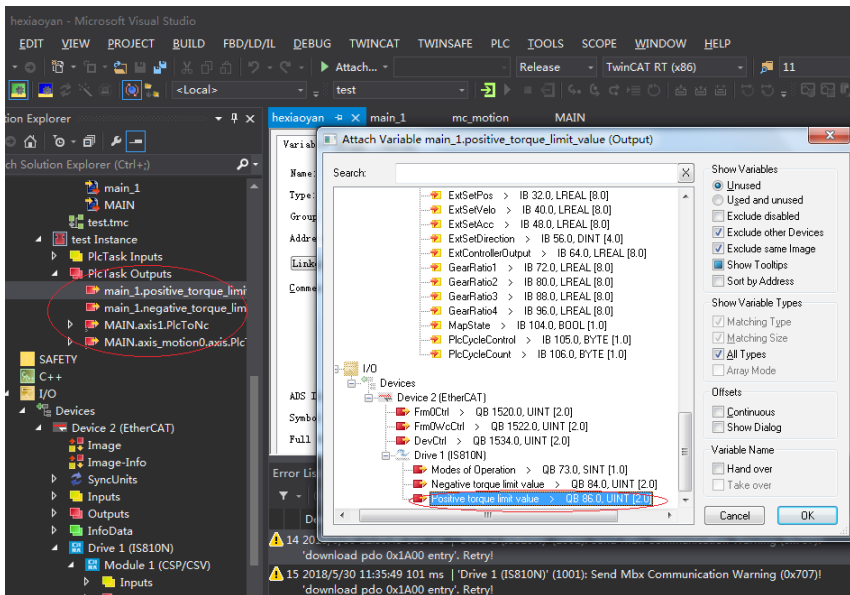 hexiaoyan - Microsoft Visual Studio
EDIT VIEW PROJECT BUILD FBD/LD/IL DEBUG TWINCAT TWINSAFE PLC TOOLS SCOPE WINDOW HELP
Attach... Release TwinCAT RT (x86) 11
<Local> test
tion Explorer
hexiaoyan main_1 mc_motion MAIN
ch Solution Explorer (Ctrl+;)
main_1
MAIN
test.tmc
test Instance
PlcTask Inputs
PlcTask Outputs
main_1.positive_torque_limi
main_1.negative_torque_lim
MAIN.axis1.PlcToNc
MAIN.axis_motion0.axis.Plc
SAFETY
C++
I/O
Devices
Device 2 (EtherCAT)
Image
Image-Info
SyncUnits
Inputs
Outputs
InfoData
Drive 1 (IS810N)
Module 1 (CSP/CSV)
Inputs
Variab
Name:
Type:
Group
Addre
Link
Comme
ADS I
Symbo
Full
Attach Variable main_1.positive_torque_limit_value (Output)
Search:
ExtSetPos > IB 32.0, LREAL [8.0]
ExtSetVelo > IB 40.0, LREAL [8.0]
ExtSetAcc > IB 48.0, LREAL [8.0]
ExtSetDirection > IB 56.0, DINT [4.0]
ExtControllerOutput > IB 64.0, LREAL [8.0]
GearRatio1 > IB 72.0, LREAL [8.0]
GearRatio2 > IB 80.0, LREAL [8.0]
GearRatio3 > IB 88.0, LREAL [8.0]
GearRatio4 > IB 96.0, LREAL [8.0]
MapState > IB 104.0, BOOL [1.0]
PlcCycleControl > IB 105.0, BYTE [1.0]
PlcCycleCount > IB 106.0, BYTE [1.0]
I/O
Devices
Device 2 (EtherCAT)
Frm0Ctrl > QB 1520.0, UINT [2.0]
Frm0WcCtrl > QB 1522.0, UINT [2.0]
DevCtrl > QB 1534.0, UINT [2.0]
Drive 1 (IS810N)
Modes of Operation > QB 73.0, SINT [1.0]
Negative torque limit value > QB 84.0, UINT [2.0]
Positive torque limit value > QB 86.0, UINT [2.0]
Show Variables
Unused
Used and unused
Exclude disabled
Exclude other Devices
Exclude same Image
Show Tooltips
Sort by Address
Show Variable Types
Matching Type
Matching Size
All Types
Array Mode
Offsets
Continuous
Show Dialog
Variable Name
Hand over
Take over
Cancel OK
Error Lis
De
14 20
'download pdo 0x1A00 entry'. Retry!
15 2018/5/30 11:35:49 101 ms | 'Drive 1 (IS810N)' (1001): Send Mbx Communication Warning (0x707)!
'download pdo 0x1A00 entry'. Retry!